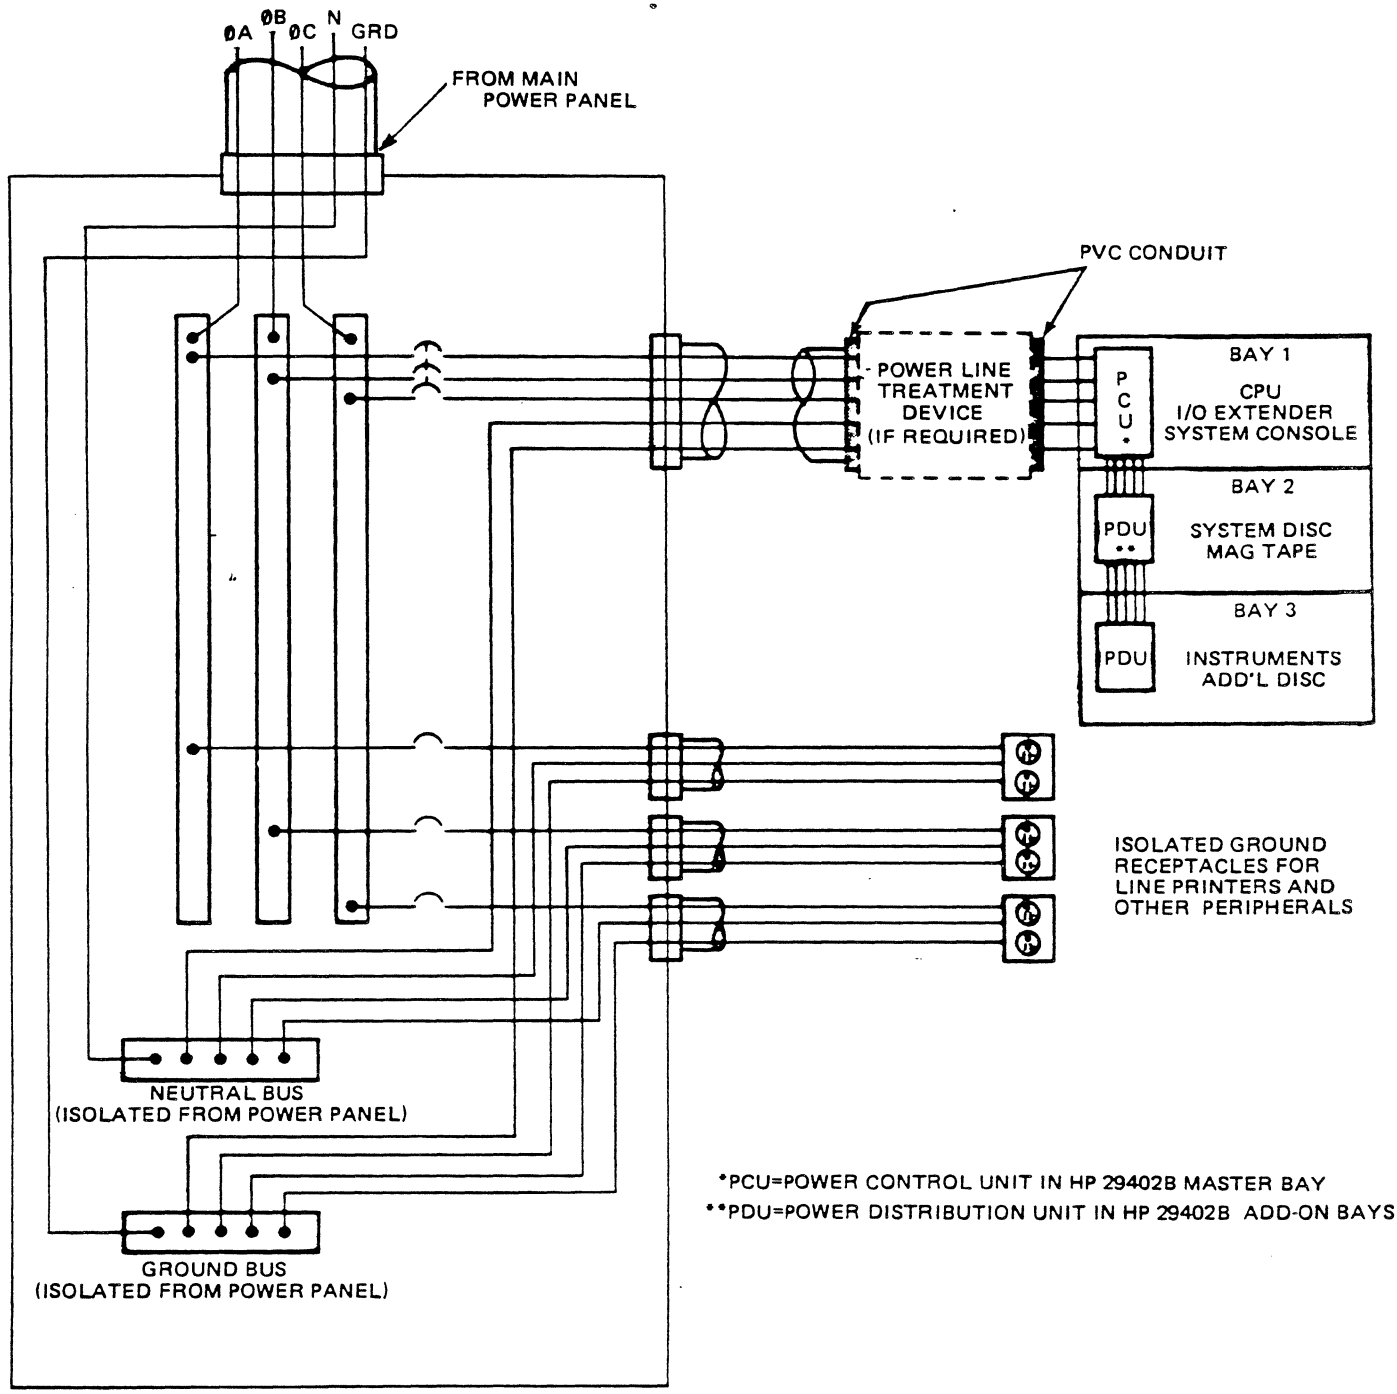 ØA
ØB
ØC
N
GRD
FROM MAIN
POWER PANEL
PVC CONDUIT
POWER LINE
TREATMENT
DEVICE
(IF REQUIRED)
P
C
U
*
BAY 1
CPU
I/O EXTENDER
SYSTEM CONSOLE
BAY 2
PDU
**
SYSTEM DISC
MAG TAPE
BAY 3
PDU
INSTRUMENTS
ADD'L DISC
ISOLATED GROUND
RECEPTACLES FOR
LINE PRINTERS AND
OTHER PERIPHERALS
NEUTRAL BUS
(ISOLATED FROM POWER PANEL)
GROUND BUS
(ISOLATED FROM POWER PANEL)
*PCU=POWER CONTROL UNIT IN HP 29402B MASTER BAY
**PDU=POWER DISTRIBUTION UNIT IN HP 29402B ADD-ON BAYS